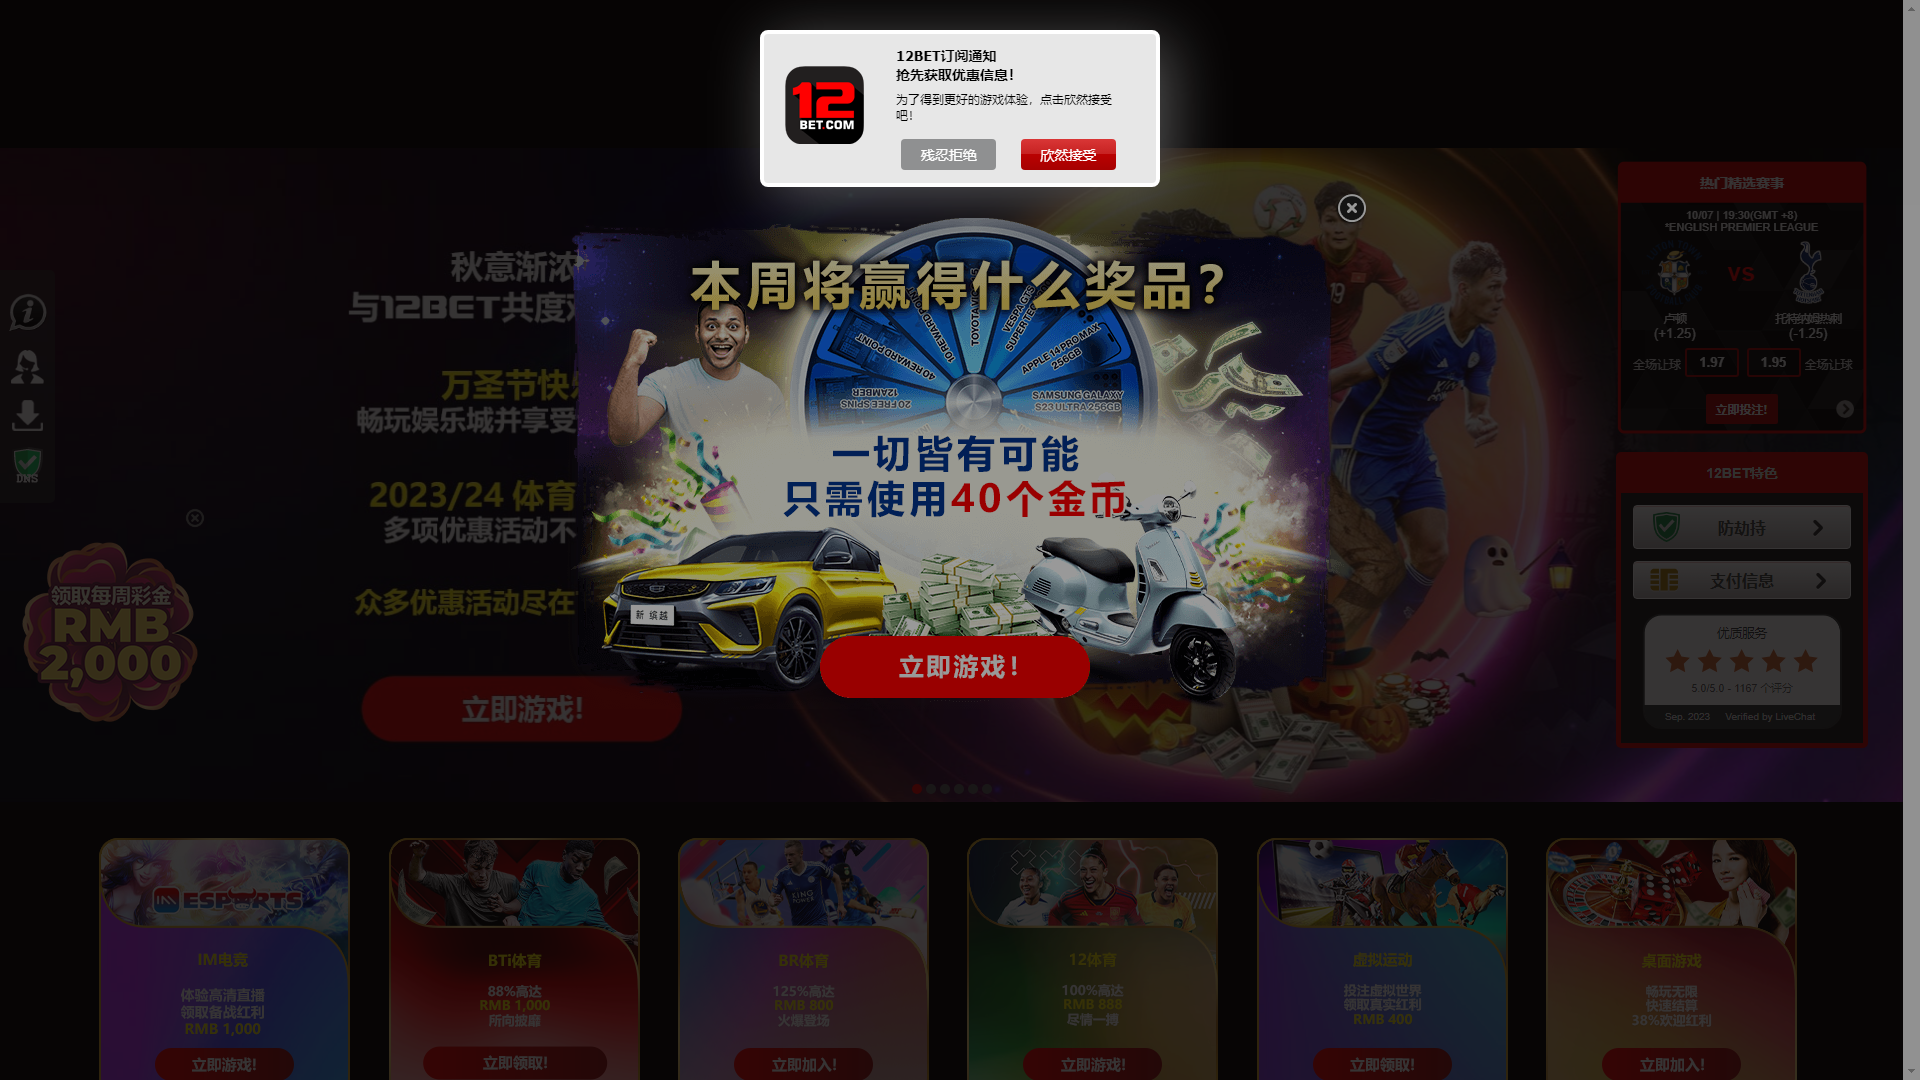 12BET订阅通知
抢先获取优惠信息!
为了得到更好的游戏体验，点击欣然接受
吧!
12
BET.COM
残忍拒绝
欣然接受
本周将赢得什么奖品?
40 REWARD POINT
10 REWARD POINT
APPLE 14 PRO MAX
256GB
SAMSUNG GALAXY
S23 ULTRA 256GB
20 FREE SPINS
12AMBER
一切皆有可能
只需使用40个金币
新 缤越
立即游戏!
秋意渐浓
与12BET共度
万圣节快
畅玩娱乐城并享受
2023/24 体育
多项优惠活动不
众多优惠活动尽在
立即游戏!
DNS
领取每周彩金
RMB
2,000
热门精选赛事
10/07 | 19:30(GMT +8)
*ENGLISH PREMIER LEAGUE
VS
卢顿
(+1.25)
托特纳姆热刺
(-1.25)
全场让球 1.97 1.95 全场让球
立即投注!
12BET特色
防劫持
支付信息
优质服务
5.0/5.0 - 1167 个评分
Sep. 2023 Verified by LiveChat
IM ESPORTS
IM电竞
体验高清直播
领取备战红利
RMB 1,000
立即游戏!
BTi体育
88%高达
RMB 1,000
所向披靡
立即领取!
BR体育
125%高达
RMB 800
火爆登场
立即加入!
12体育
100%高达
RMB 888
尽情一搏
立即游戏!
虚拟运动
投注虚拟世界
领取真实红利
RMB 400
立即领取!
桌面游戏
畅玩无限
快速结算
38%欢迎红利
立即加入!